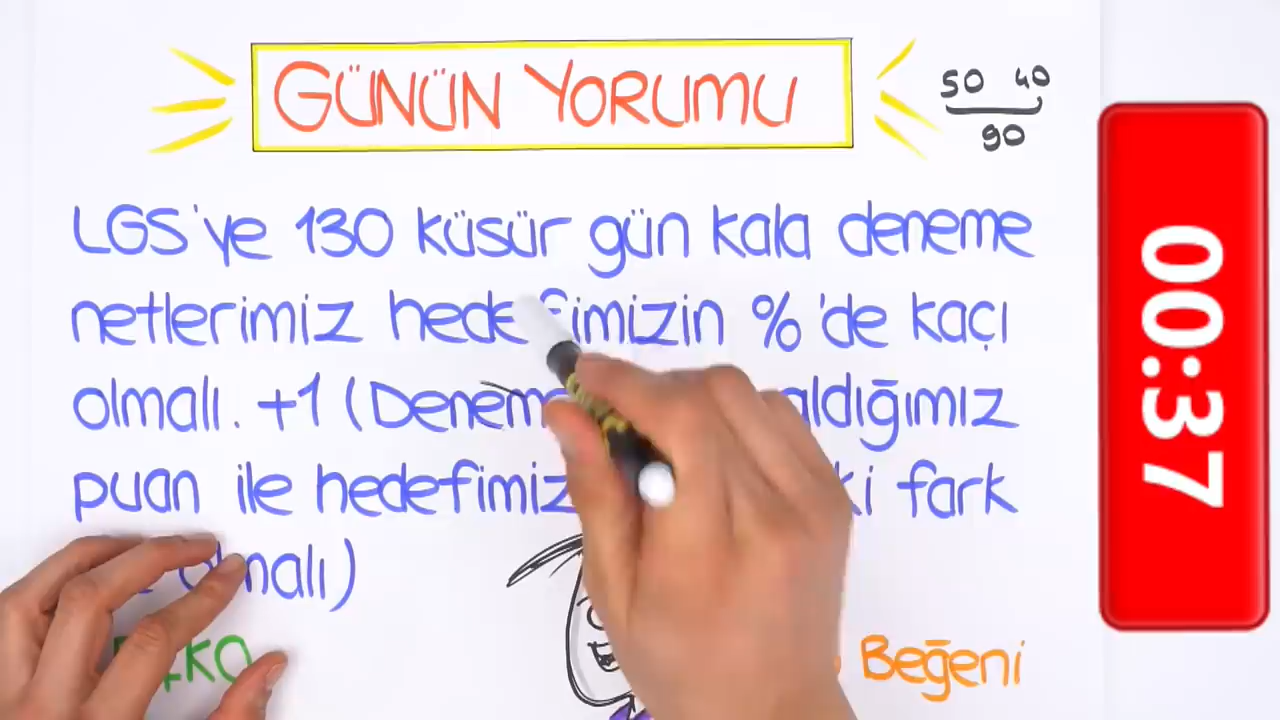 GÜNÜN YORUMU
50 40
90
LGS'ye 130 küsür gün kala deneme
netlerimiz hedefimizin %'de kaçı
olmalı. +1 (Denem aldığımız
puan ile hedefimiz ki fark
olmalı)
Beğeni
00:37